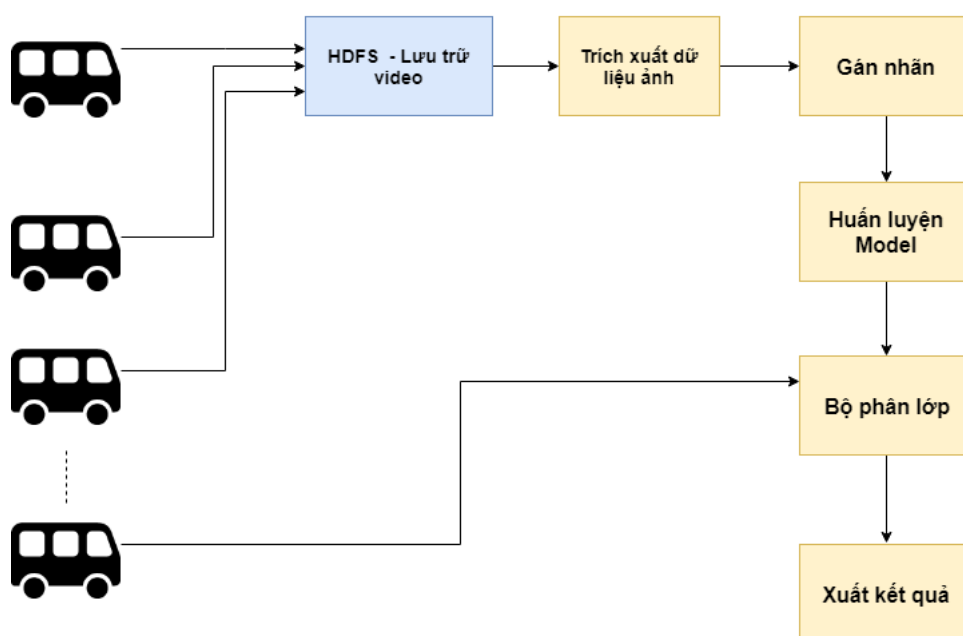 HDFS - Lưu trữ
video
Trích xuất dữ
liệu ảnh
Gán nhãn
Huấn luyện
Model
Bộ phân lớp
Xuất kết quả